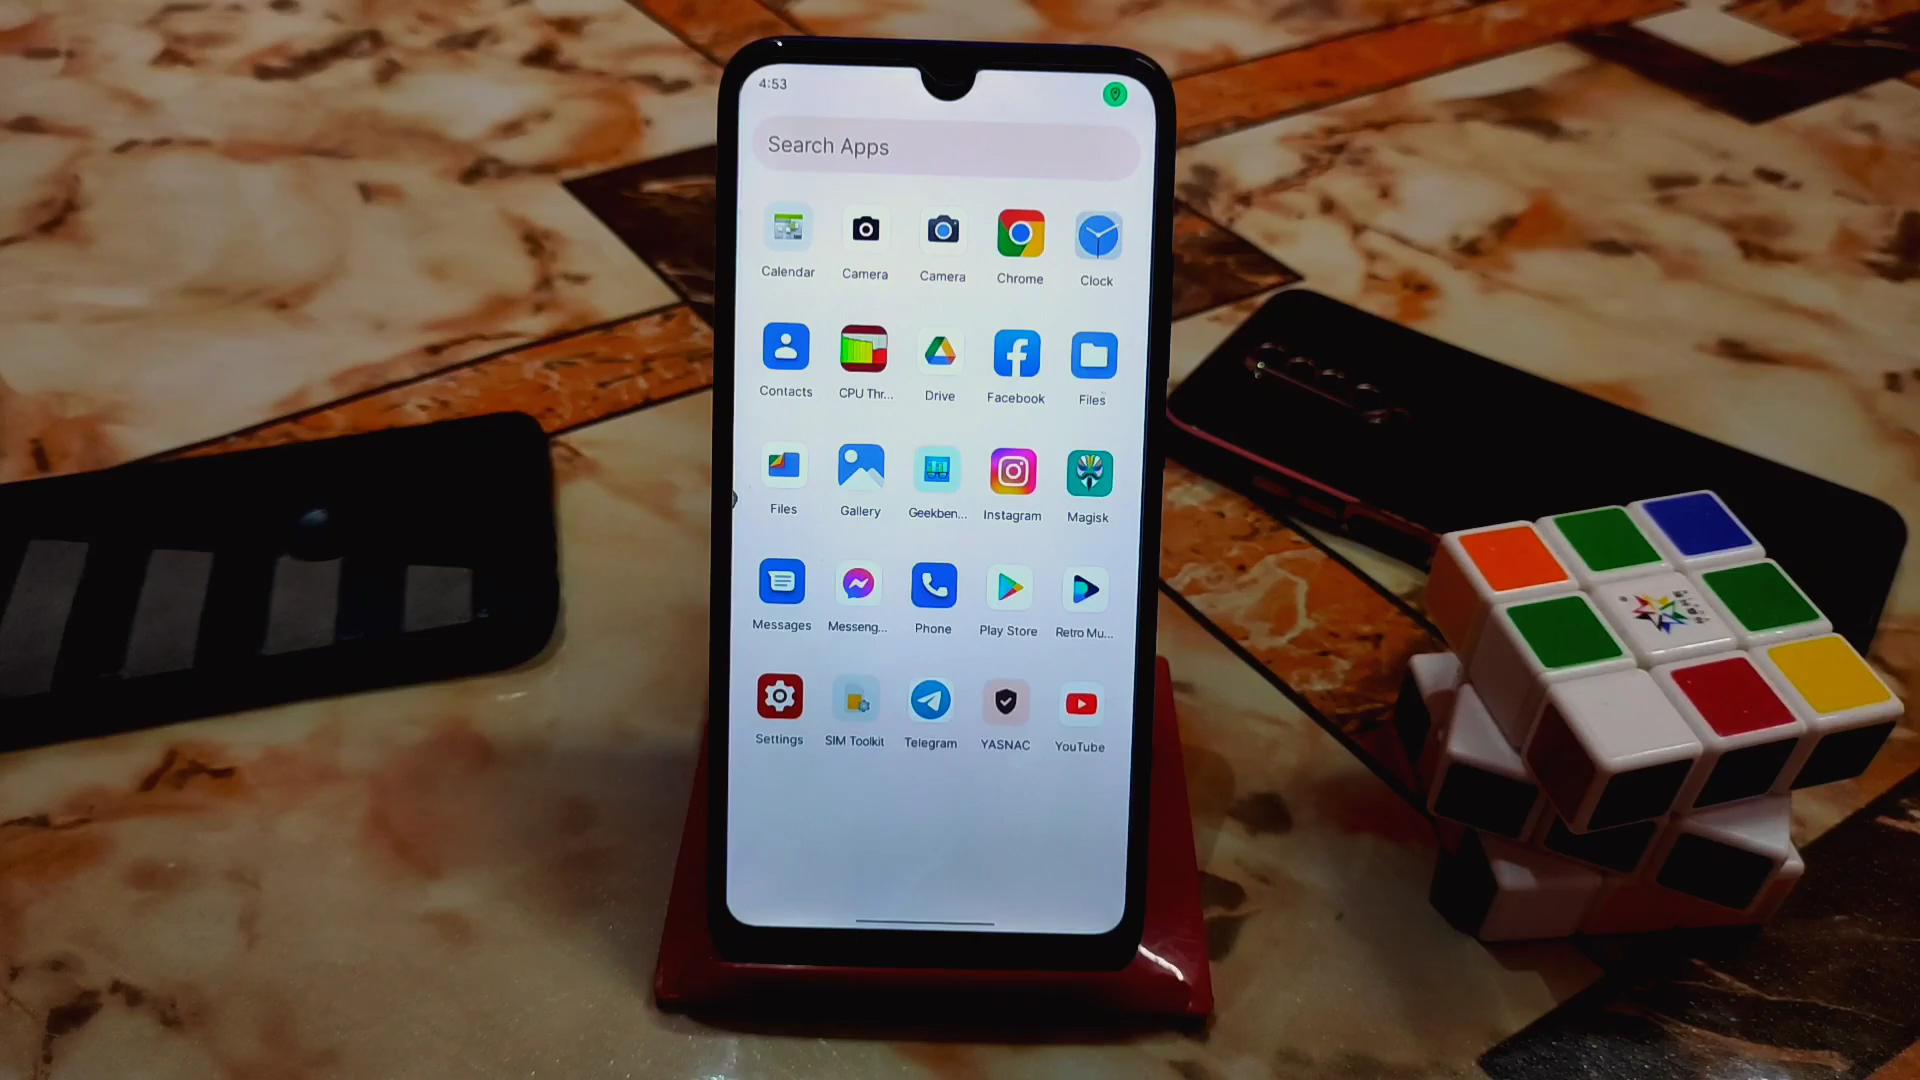 4:53
Search Apps
Calendar Camera Camera Chrome Clock
Contacts CPU Thr... Drive Facebook Files
Files Gallery Geekben... Instagram Magisk
Messages Messeng... Phone Play Store Retro Mu...
Settings SIM Toolkit Telegram YASNAC YouTube